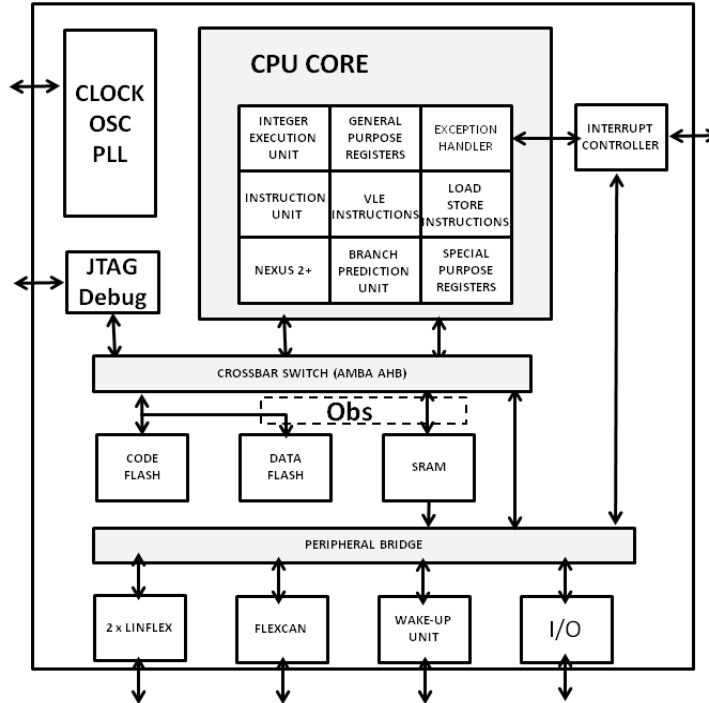 CPU CORE
CLOCK
OSC
PLL
INTEGER
EXECUTION
UNIT
GENERAL
PURPOSE
REGISTERS
EXCEPTION
HANDLER
INTERRUPT
CONTROLLER
INSTRUCTION
UNIT
VLE
INSTRUCTIONS
LOAD
STORE
INSTRUCTIONS
NEXUS 2+
BRANCH
PREDICTION
UNIT
SPECIAL
PURPOSE
REGISTERS
JTAG
Debug
CROSSBAR SWITCH (AMBA AHB)
Obs
CODE
FLASH
DATA
FLASH
SRAM
PERIPHERAL BRIDGE
2 x LINFLEX
FLEXCAN
WAKE-UP
UNIT
I/O